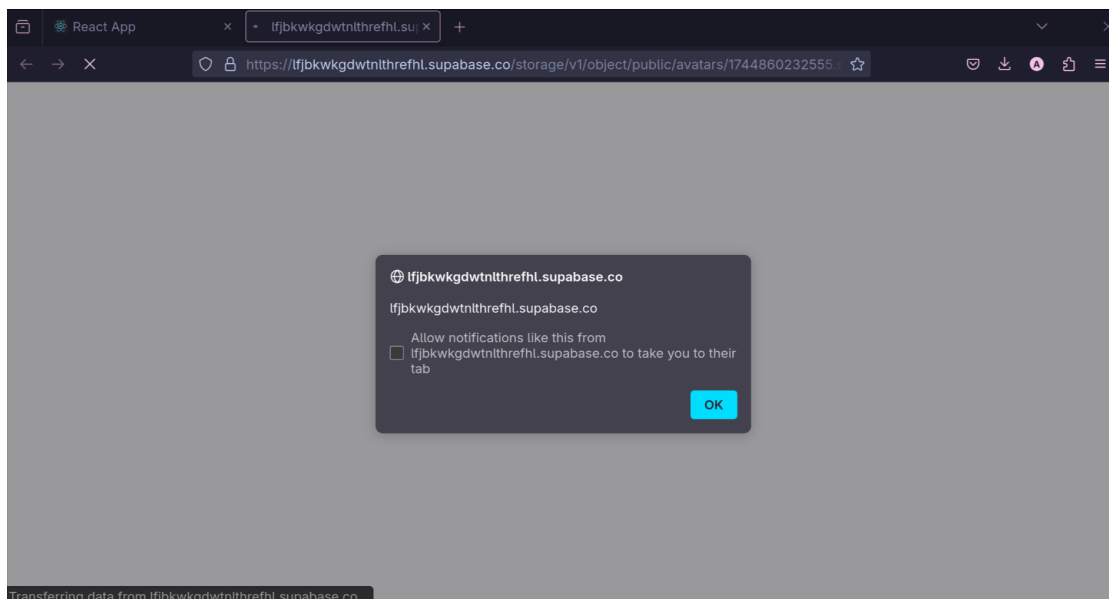 React App
lfjbkwkgdwtnlthrefhl.su
https://lfjbkwkgdwtnlthrefhl.supabase.co/storage/v1/object/public/avatars/1744860232555.
A
lfjbkwkgdwtnlthrefhl.supabase.co
lfjbkwkgdwtnlthrefhl.supabase.co
Allow notifications like this from
lfjbkwkgdwtnlthrefhl.supabase.co to take you to their
tab
OK
Transferring data from lfjbkwkgdwtnlthrefhl.supabase.co